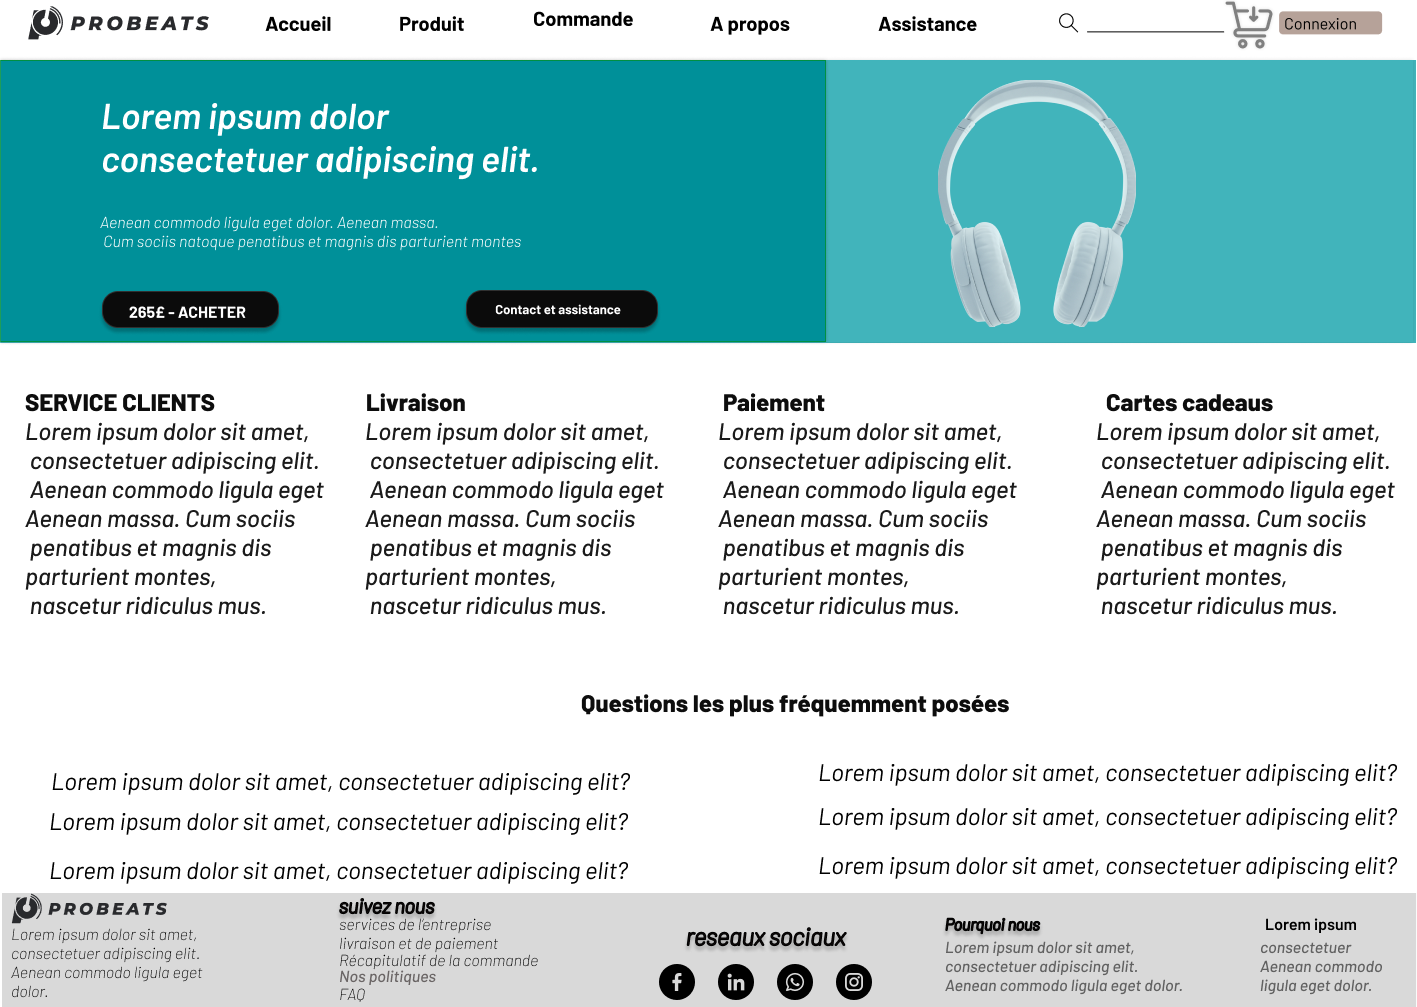 PROBEATS
Accueil
Produit
Commande
A propos
Assistance
Connexion
Lorem ipsum dolor
consectetuer adipiscing elit.
Aenean commodo ligula eget dolor. Aenean massa.
Cum sociis natoque penatibus et magnis dis parturient montes
265£ - ACHETER
Contact et assistance
SERVICE CLIENTS
Lorem ipsum dolor sit amet,
consectetuer adipiscing elit.
Aenean commodo ligula eget
Aenean massa. Cum sociis
penatibus et magnis dis
parturient montes,
nascetur ridiculus mus.
Livraison
Lorem ipsum dolor sit amet,
consectetuer adipiscing elit.
Aenean commodo ligula eget
Aenean massa. Cum sociis
penatibus et magnis dis
parturient montes,
nascetur ridiculus mus.
Paiement
Lorem ipsum dolor sit amet,
consectetuer adipiscing elit.
Aenean commodo ligula eget
Aenean massa. Cum sociis
penatibus et magnis dis
parturient montes,
nascetur ridiculus mus.
Cartes cadeaus
Lorem ipsum dolor sit amet,
consectetuer adipiscing elit.
Aenean commodo ligula eget
Aenean massa. Cum sociis
penatibus et magnis dis
parturient montes,
nascetur ridiculus mus.
Questions les plus fréquemment posées
Lorem ipsum dolor sit amet, consectetuer adipiscing elit?
Lorem ipsum dolor sit amet, consectetuer adipiscing elit?
Lorem ipsum dolor sit amet, consectetuer adipiscing elit?
Lorem ipsum dolor sit amet, consectetuer adipiscing elit?
Lorem ipsum dolor sit amet, consectetuer adipiscing elit?
Lorem ipsum dolor sit amet, consectetuer adipiscing elit?
PROBEATS
Lorem ipsum dolor sit amet,
consectetuer adipiscing elit.
Aenean commodo ligula eget
dolor.
suivez nous
services de l'entreprise
livraison et de paiement
Récapitulatif de la commande
Nos politiques
FAQ
reseaux sociaux
Pourquoi nous
Lorem ipsum dolor sit amet,
consectetuer adipiscing elit.
Aenean commodo ligula eget dolor.
Lorem ipsum
consectetuer
Aenean commodo
ligula eget dolor.